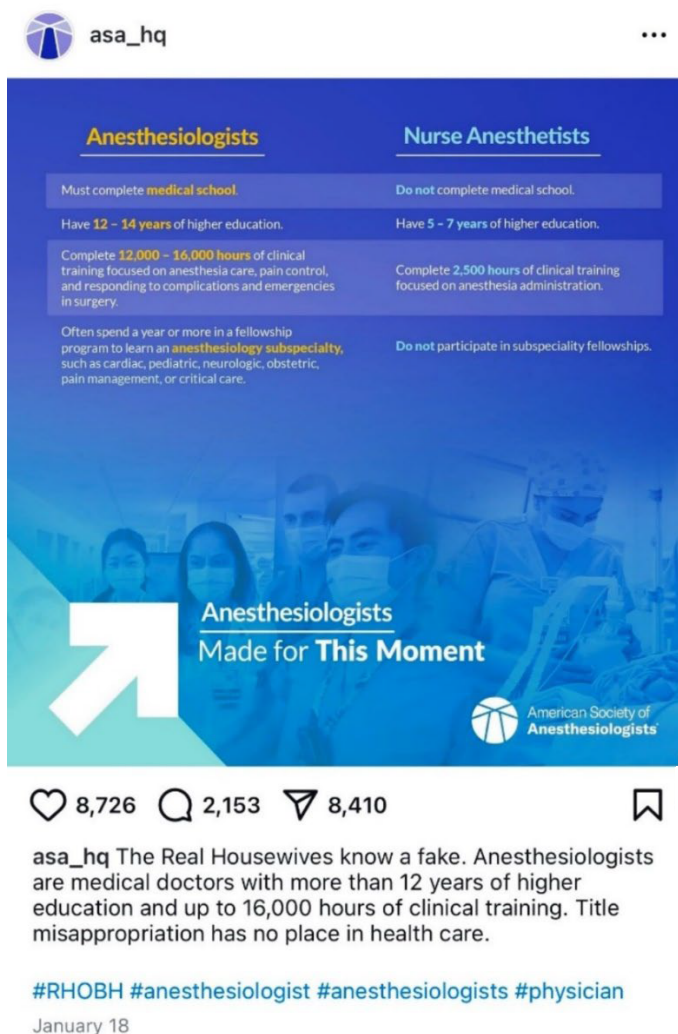 asa_hq
Anesthesiologists
Nurse Anesthetists
Must complete medical school.
Do not complete medical school.
Have 12 – 14 years of higher education.
Have 5 – 7 years of higher education.
Complete 12,000 – 16,000 hours of clinical
training focused on anesthesia care, pain control,
and responding to complications and emergencies
in surgery.
Complete 2,500 hours of clinical training
focused on anesthesia administration.
Often spend a year or more in a fellowship
program to learn an anesthesiology subspecialty,
such as cardiac, pediatric, neurologic, obstetric,
pain management, or critical care.
Do not participate in subspeciality fellowships.
Anesthesiologists
Made for This Moment
American Society of
Anesthesiologists
8,726 2,153 8,410
asa_hq The Real Housewives know a fake. Anesthesiologists
are medical doctors with more than 12 years of higher
education and up to 16,000 hours of clinical training. Title
misappropriation has no place in health care.
#RHOBH #anesthesiologist #anesthesiologists #physician
January 18